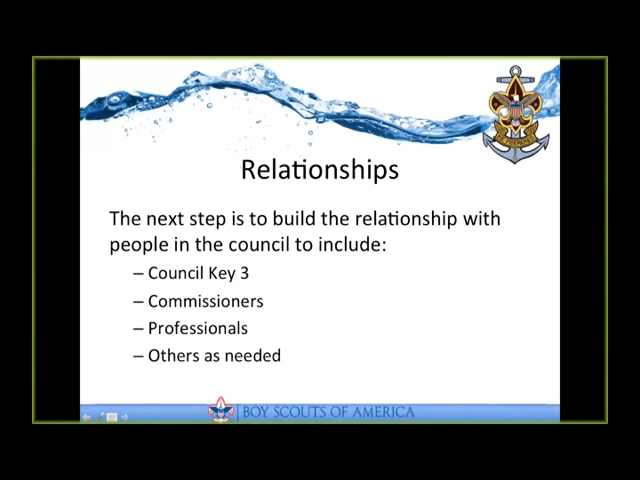 Relationships
The next step is to build the relationship with
people in the council to include:
– Council Key 3
– Commissioners
– Professionals
– Others as needed
BOY SCOUTS OF AMERICA